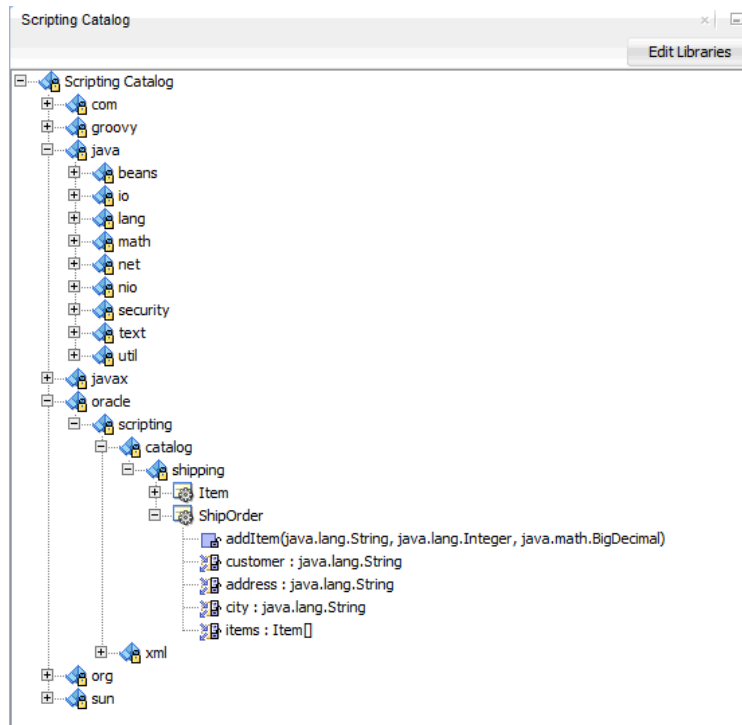 Scripting Catalog
Edit Libraries
Scripting Catalog
com
groovy
java
beans
io
lang
math
net
nio
security
text
util
javax
oracle
scripting
catalog
shipping
Item
ShipOrder
addItem(java.lang.String, java.lang.Integer, java.math.BigDecimal)
customer : java.lang.String
address : java.lang.String
city : java.lang.String
items : Item[]
xml
org
sun